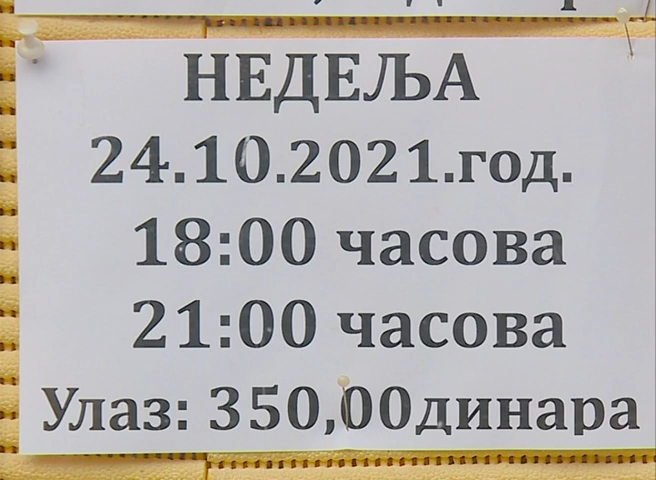 НЕДЕЉА
24.10.2021.год.
18:00 часова
21:00 часова
Улаз: 350,00динара